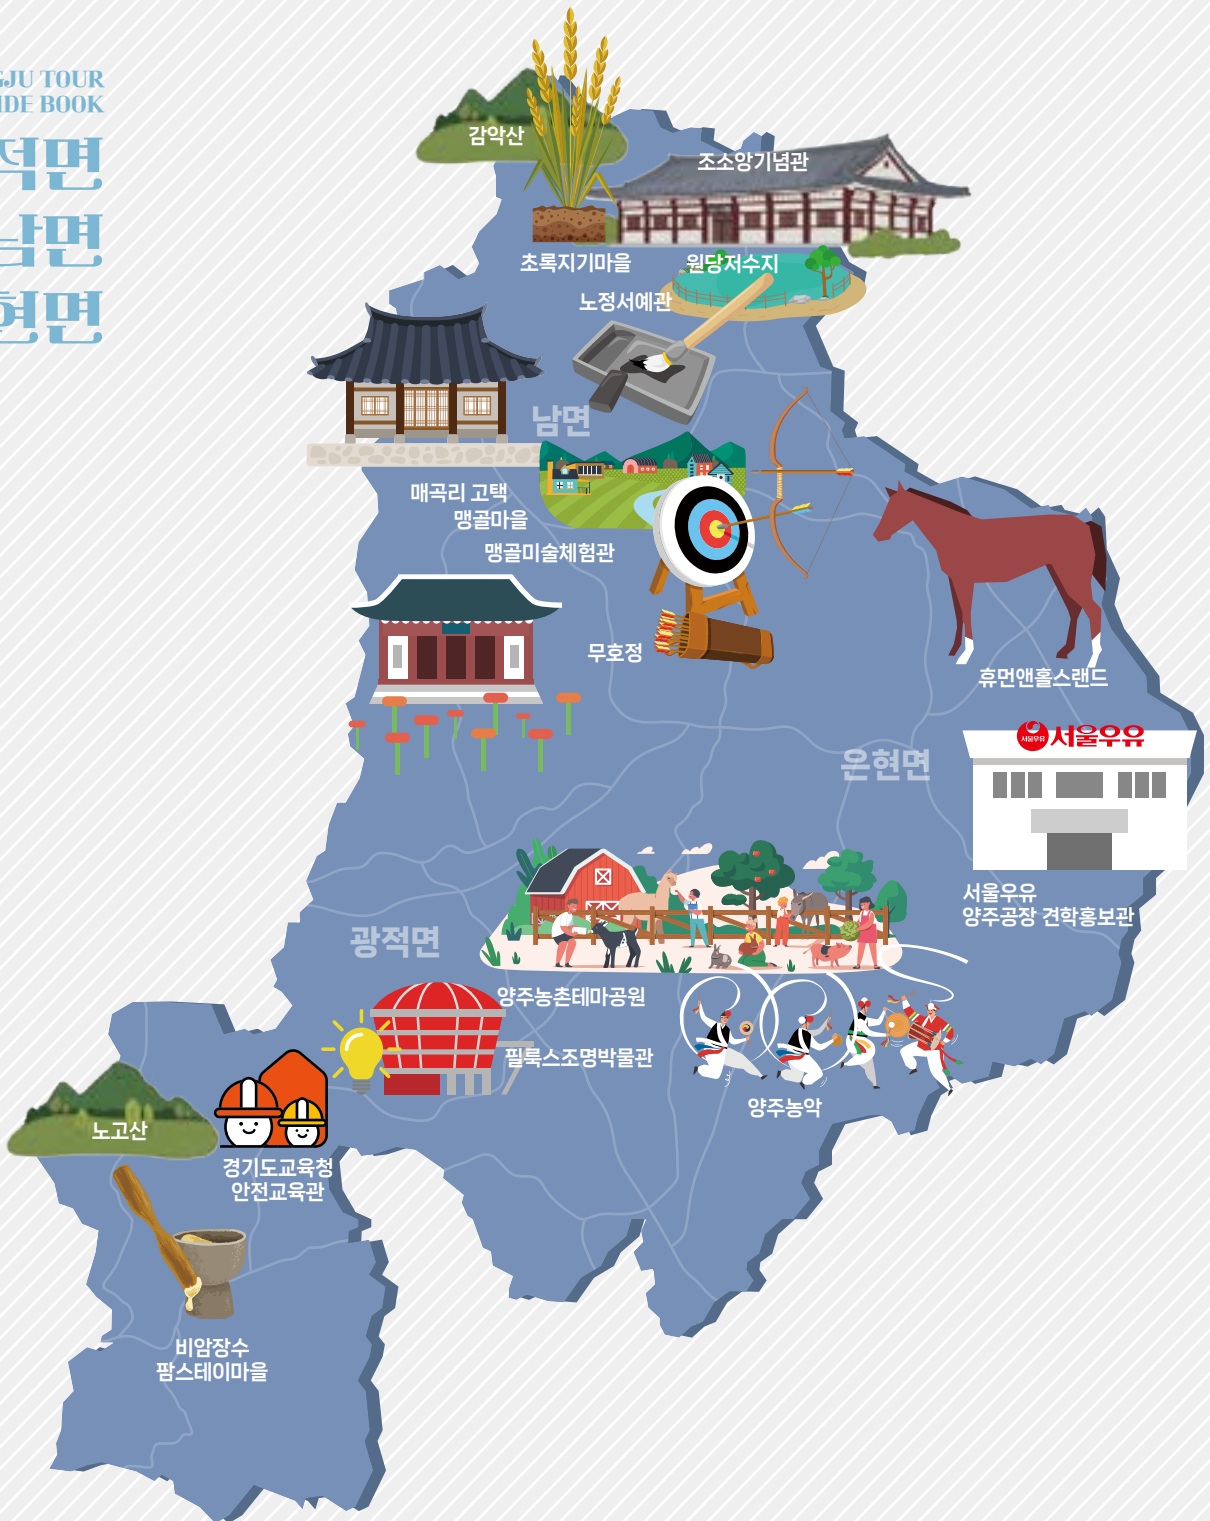 JU TOUR
IDE BOOK
적면
남면
현면
감악산
조소앙기념관
초록지기마을
원당저수지
노정서예관
남면
매곡리 고택
맹골마을
맹골미술체험관
무호정
휴먼앤홀스랜드
서울우유 서울우유
은현면
서울우유
양주공장 견학홍보관
광적면
양주농촌테마공원
필룩스조명박물관
양주농악
노고산
경기도교육청
안전교육관
비암장수
팜스테이마을